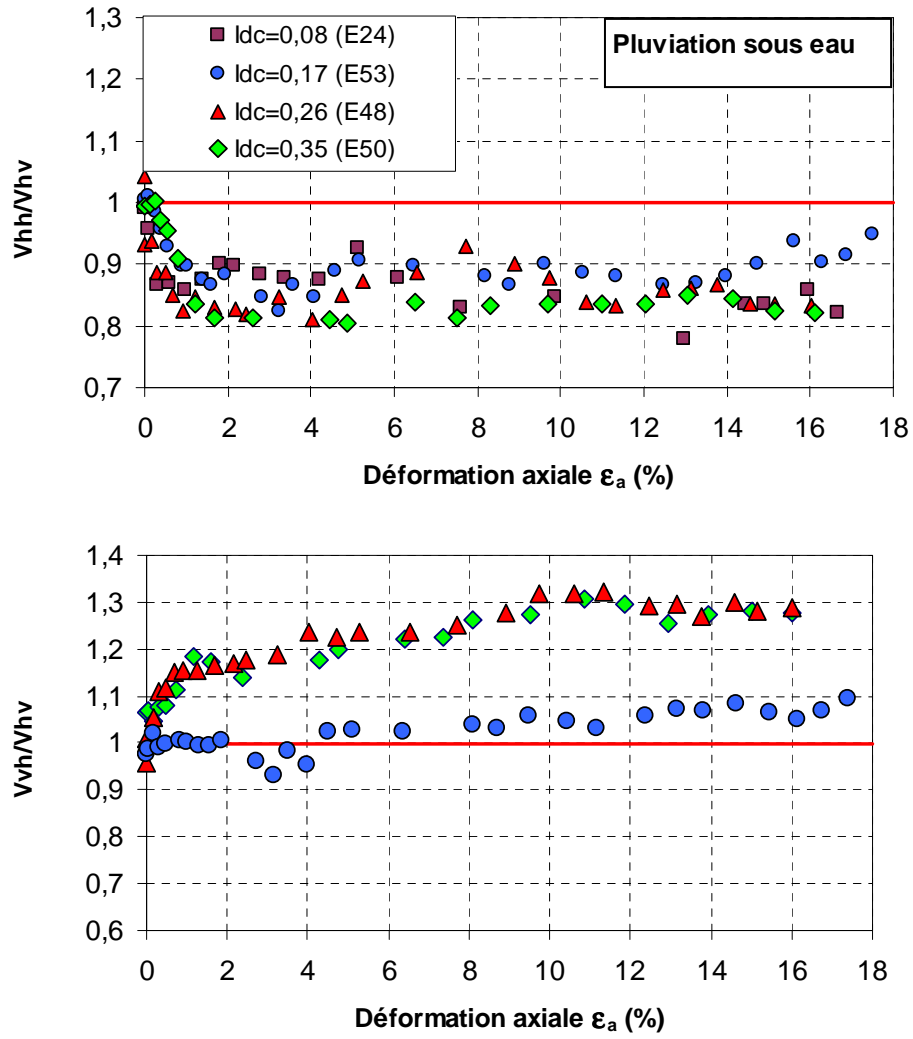 1,3
1,2
1,1
1
0,9
0,8
0,7
Vhh/Vhv
Idc=0,08 (E24)
Idc=0,17 (E53)
Idc=0,26 (E48)
Idc=0,35 (E50)
Pluviation sous eau
0 2 4 6 8 10 12 14 16 18
Déformation axiale εa (%)
1,4
1,3
1,2
1,1
1
0,9
0,8
0,7
0,6
Vvh/Vhv
0 2 4 6 8 10 12 14 16 18
Déformation axiale εa (%)